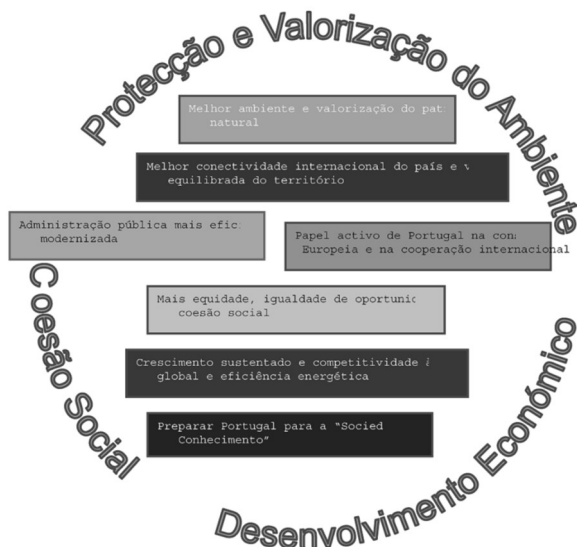 Protecção e Valorização do Ambiente
Melhor ambiente e valorização do pat
natural
Melhor conectividade internacional do país e v
equilibrada do território
Administração pública mais efici
modernizada
Papel activo de Portugal na con
Europeia e na cooperação internacional
Mais equidade, igualdade de oportunid
coesão social
Crescimento sustentado e competitividade à
global e eficiência energética
Preparar Portugal para a “Socied
Conhecimento”
Coesão Social
Desenvolvimento Económico